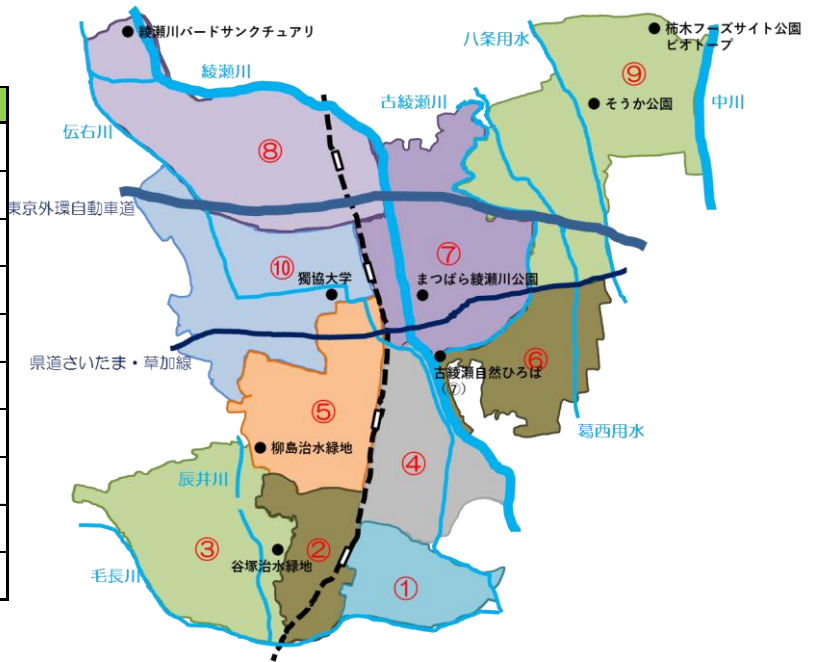 綾瀬川バードサンクチュアリ
柿木フーズサイト公園
ビオトープ
八条用水
綾瀬川
⑨
古綾瀬川
そうか公園
中川
伝右川
⑧
東京外環自動車道
⑦
⑩
獨協大学
まつばら綾瀬川公園
県道さいたま・草加線
古綾瀬自然ひろば
(⑦)
⑥
⑤
葛西用水
柳島治水緑地
④
辰井川
③
②
谷塚治水緑地
毛長川
①